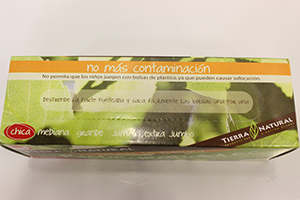 no más contaminación
No permita que los niños jueguen con bolsas de plástico, ya que pueden causar sofocación.
Desprenda la parte punteada y saca fácilmente las bolsas una por una
chica mediana grande Jumbo extra Jumbo
TIERRA NATURAL